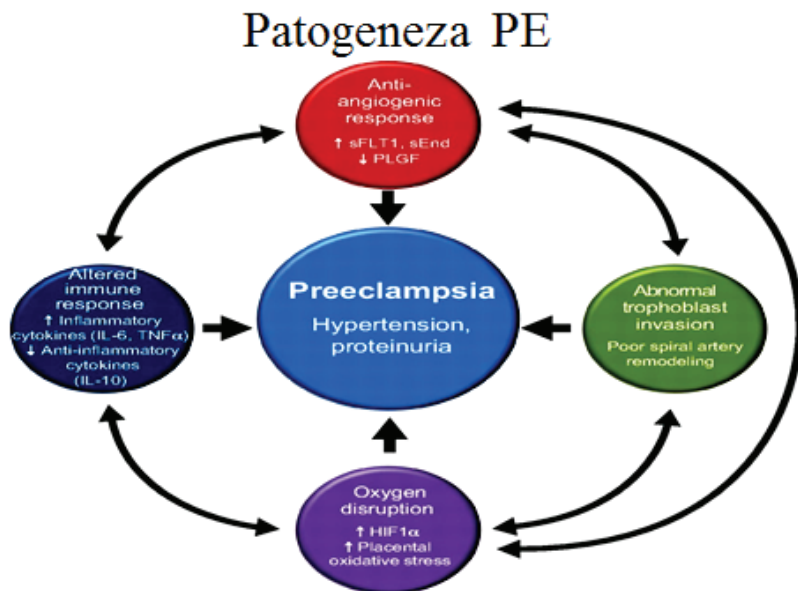 Patogeneza PE
Anti-
angiogenic
response
↑ sFLT1, sEnd
↓ PLGF
Altered
immune
response
↑ Inflammatory
cytokines (IL-6, TNFα)
↓ Anti-inflammatory
cytokines
(IL-10)
Preeclampsia
Hypertension,
proteinuria
Abnormal
trophoblast
invasion
Poor spiral artery
remodeling
Oxygen
disruption
↑ HIF1α
↑ Placental
oxidative stress